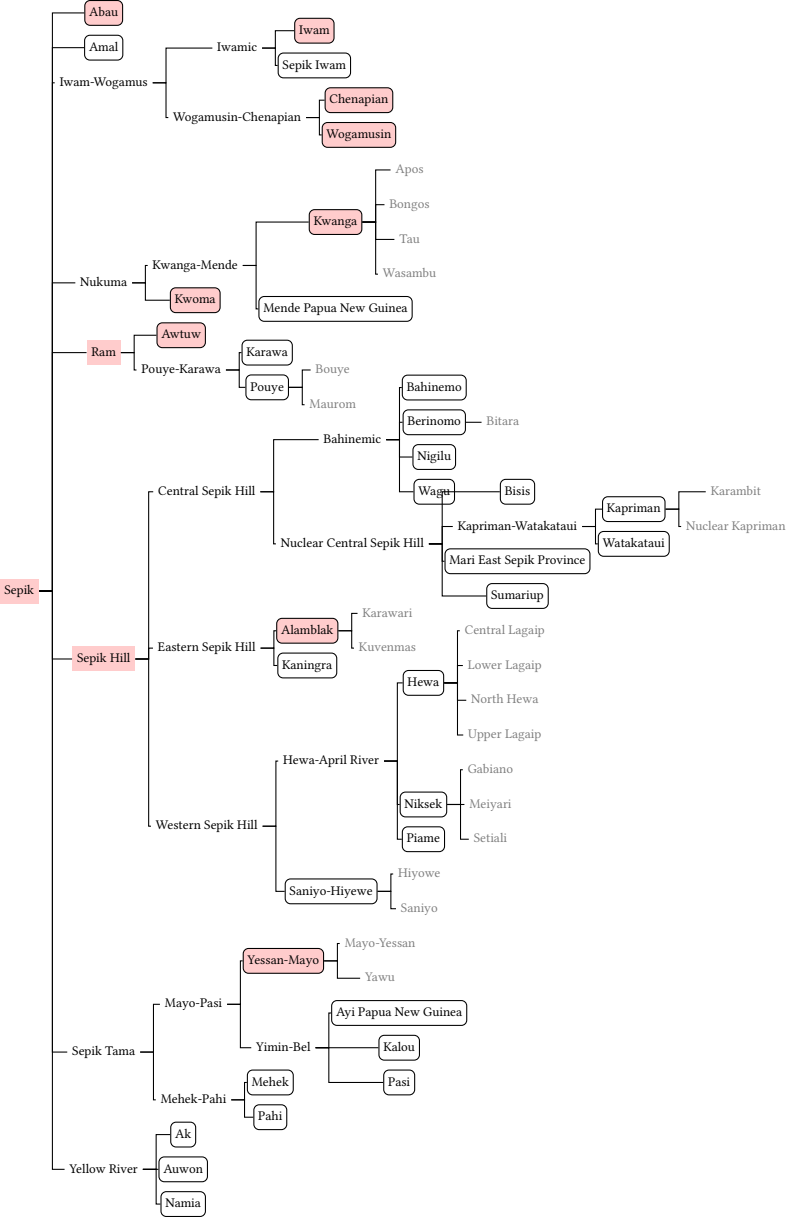 Abau
Amal
Iwam
Iwamic
Sepik Iwam
Iwam-Wogamus
Chenapian
Wogamusin-Chenapian
Wogamusin
Apos
Bongos
Kwanga
Tau
Kwanga-Mende
Wasambu
Nukuma
Kwoma
Mende Papua New Guinea
Awtuw
Ram
Karawa
Pouye-Karawa
Bouye
Pouye
Maurom
Bahinemo
Berinomo
Bitara
Bahinemic
Nigilu
Central Sepik Hill
Wagu
Bisis
Karambit
Kapriman
Kapriman-Watakataui
Nuclear Kapriman
Nuclear Central Sepik Hill
Watakataui
Mari East Sepik Province
Sepik
Sumariup
Karawari
Alamblak
Eastern Sepik Hill
Kuvenmas
Sepik Hill
Kaningra
Central Lagaip
Lower Lagaip
Hewa
North Hewa
Upper Lagaip
Hewa-April River
Gabiano
Niksek
Meiyari
Western Sepik Hill
Piame
Setiali
Hiyowe
Saniyo-Hiyewe
Saniyo
Mayo-Yessan
Yessan-Mayo
Yawu
Mayo-Pasi
Ayi Papua New Guinea
Yimin-Bel
Kalou
Sepik Tama
Pasi
Mehek
Mehek-Pahi
Pahi
Ak
Yellow River
Auwon
Namia